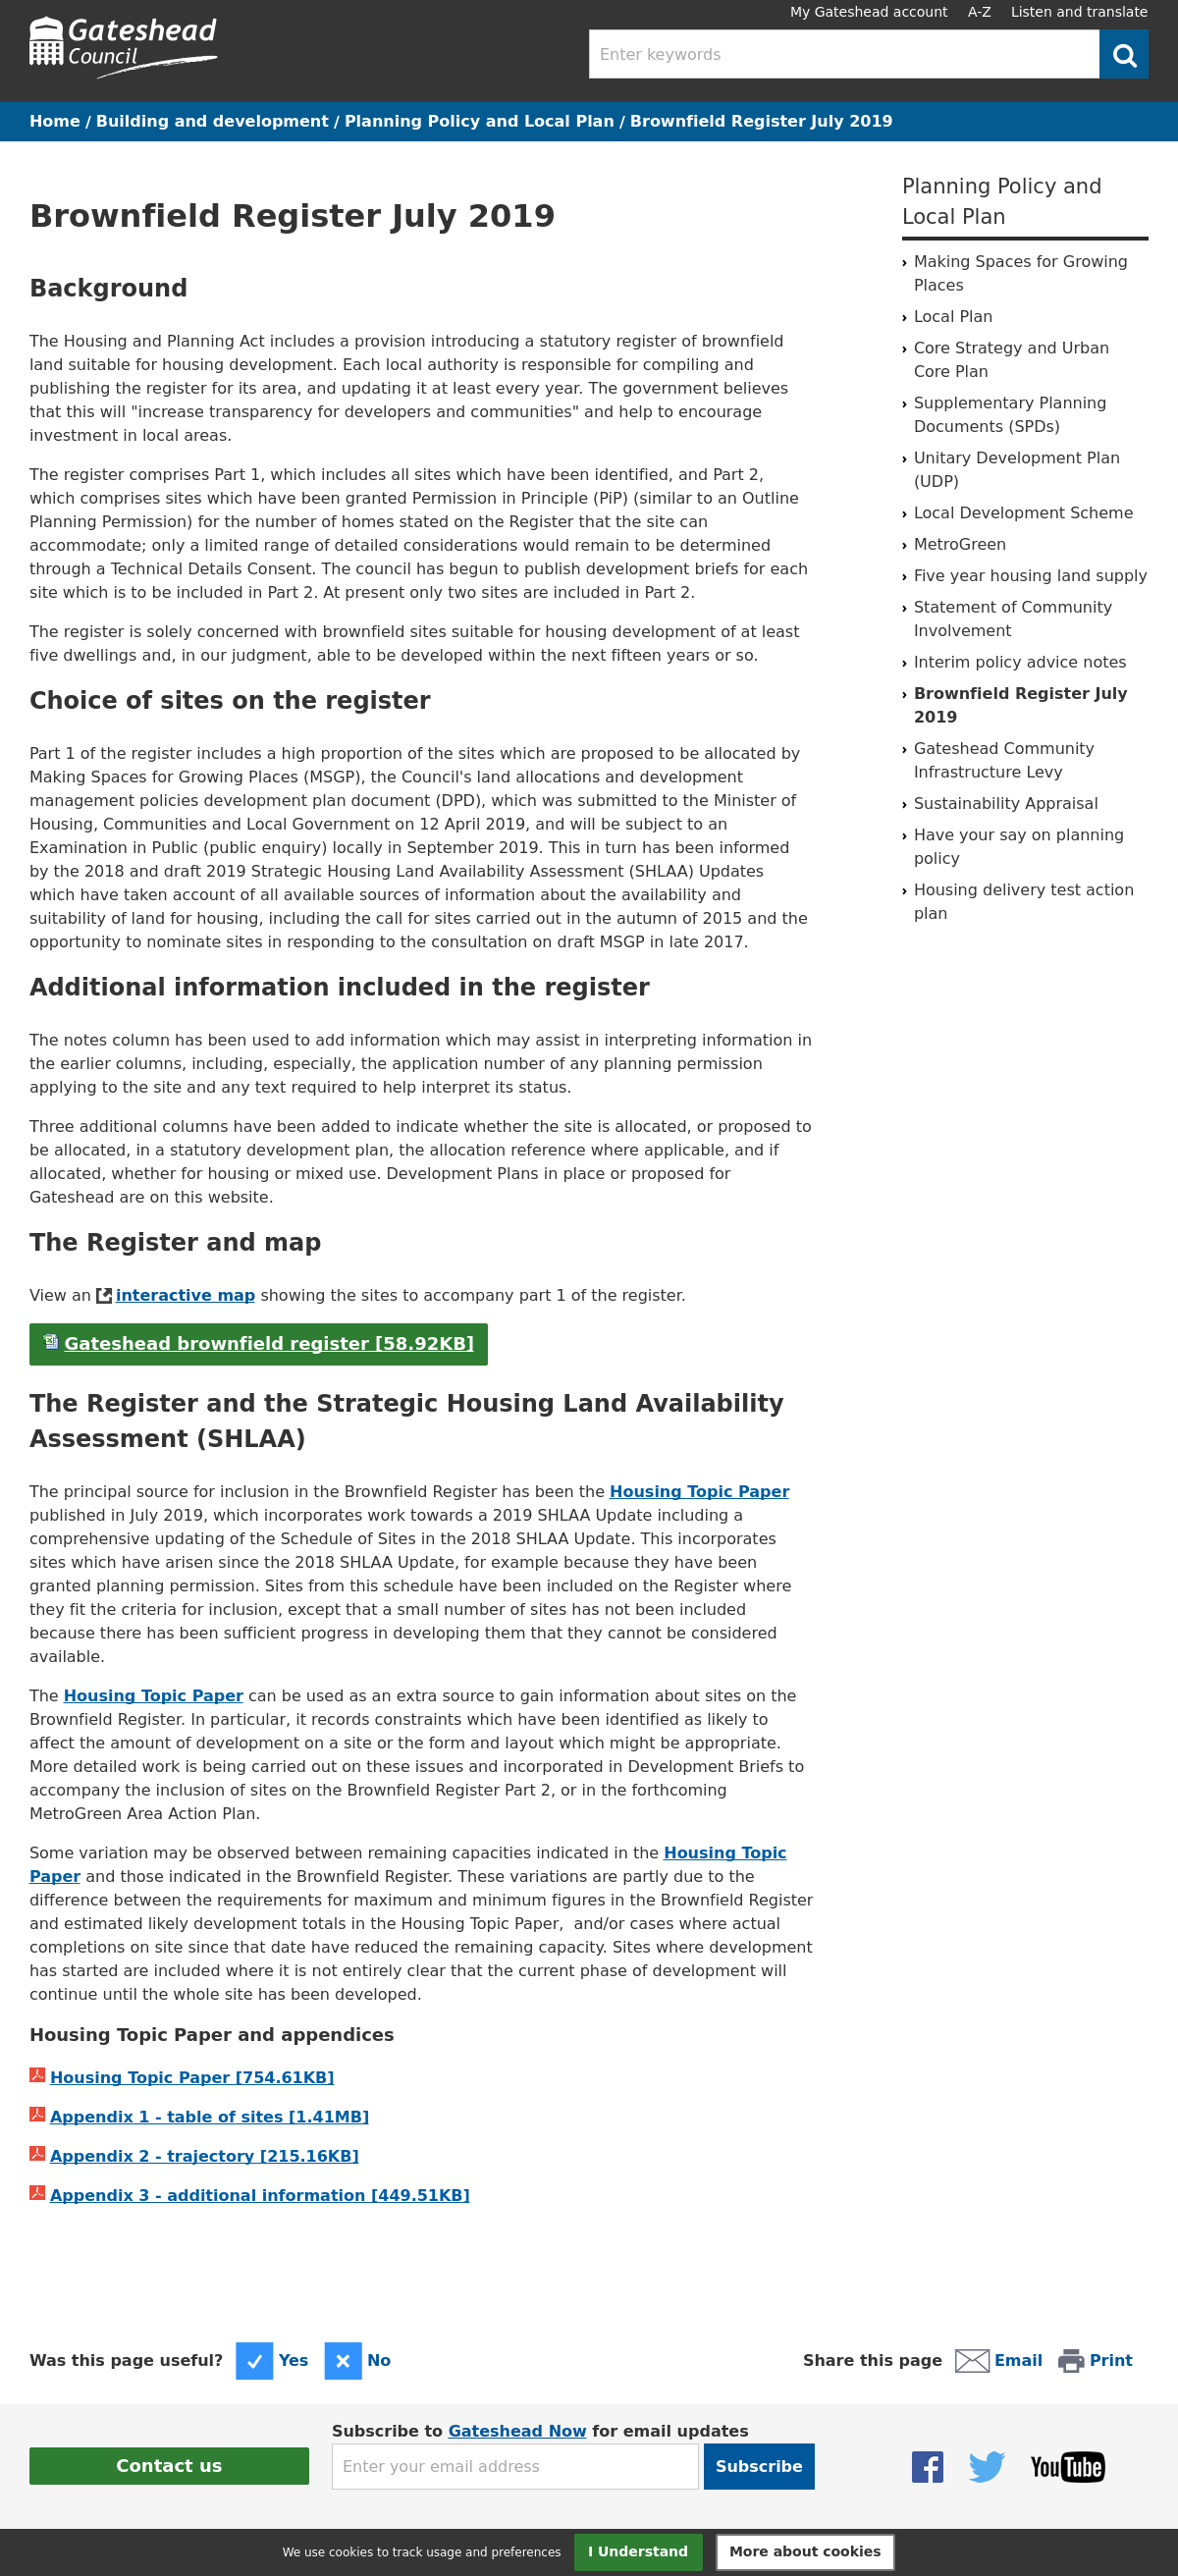 My Gateshead account A-Z Listen and translate
Gateshead
Council
Enter keywords
Home / Building and development / Planning Policy and Local Plan / Brownfield Register July 2019
Brownfield Register July 2019
Background
The Housing and Planning Act includes a provision introducing a statutory register of brownfield
land suitable for housing development. Each local authority is responsible for compiling and
publishing the register for its area, and updating it at least every year. The government believes
that this will "increase transparency for developers and communities" and help to encourage
investment in local areas.
The register comprises Part 1, which includes all sites which have been identified, and Part 2,
which comprises sites which have been granted Permission in Principle (PiP) (similar to an Outline
Planning Permission) for the number of homes stated on the Register that the site can
accommodate; only a limited range of detailed considerations would remain to be determined
through a Technical Details Consent. The council has begun to publish development briefs for each
site which is to be included in Part 2. At present only two sites are included in Part 2.
The register is solely concerned with brownfield sites suitable for housing development of at least
five dwellings and, in our judgment, able to be developed within the next fifteen years or so.
Choice of sites on the register
Part 1 of the register includes a high proportion of the sites which are proposed to be allocated by
Making Spaces for Growing Places (MSGP), the Council's land allocations and development
management policies development plan document (DPD), which was submitted to the Minister of
Housing, Communities and Local Government on 12 April 2019, and will be subject to an
Examination in Public (public enquiry) locally in September 2019. This in turn has been informed
by the 2018 and draft 2019 Strategic Housing Land Availability Assessment (SHLAA) Updates
which have taken account of all available sources of information about the availability and
suitability of land for housing, including the call for sites carried out in the autumn of 2015 and the
opportunity to nominate sites in responding to the consultation on draft MSGP in late 2017.
Additional information included in the register
The notes column has been used to add information which may assist in interpreting information in
the earlier columns, including, especially, the application number of any planning permission
applying to the site and any text required to help interpret its status.
Three additional columns have been added to indicate whether the site is allocated, or proposed to
be allocated, in a statutory development plan, the allocation reference where applicable, and if
allocated, whether for housing or mixed use. Development Plans in place or proposed for
Gateshead are on this website.
The Register and map
View an interactive map showing the sites to accompany part 1 of the register.
Gateshead brownfield register [58.92KB]
The Register and the Strategic Housing Land Availability
Assessment (SHLAA)
The principal source for inclusion in the Brownfield Register has been the Housing Topic Paper
published in July 2019, which incorporates work towards a 2019 SHLAA Update including a
comprehensive updating of the Schedule of Sites in the 2018 SHLAA Update. This incorporates
sites which have arisen since the 2018 SHLAA Update, for example because they have been
granted planning permission. Sites from this schedule have been included on the Register where
they fit the criteria for inclusion, except that a small number of sites has not been included
because there has been sufficient progress in developing them that they cannot be considered
available.
The Housing Topic Paper can be used as an extra source to gain information about sites on the
Brownfield Register. In particular, it records constraints which have been identified as likely to
affect the amount of development on a site or the form and layout which might be appropriate.
More detailed work is being carried out on these issues and incorporated in Development Briefs to
accompany the inclusion of sites on the Brownfield Register Part 2, or in the forthcoming
MetroGreen Area Action Plan.
Some variation may be observed between remaining capacities indicated in the Housing Topic
Paper and those indicated in the Brownfield Register. These variations are partly due to the
difference between the requirements for maximum and minimum figures in the Brownfield Register
and estimated likely development totals in the Housing Topic Paper,  and/or cases where actual
completions on site since that date have reduced the remaining capacity. Sites where development
has started are included where it is not entirely clear that the current phase of development will
continue until the whole site has been developed.
Housing Topic Paper and appendices
Housing Topic Paper [754.61KB]
Appendix 1 - table of sites [1.41MB]
Appendix 2 - trajectory [215.16KB]
Appendix 3 - additional information [449.51KB]
Planning Policy and
Local Plan
› Making Spaces for Growing
Places
› Local Plan
› Core Strategy and Urban
Core Plan
› Supplementary Planning
Documents (SPDs)
› Unitary Development Plan
(UDP)
› Local Development Scheme
› MetroGreen
› Five year housing land supply
› Statement of Community
Involvement
› Interim policy advice notes
› Brownfield Register July
2019
› Gateshead Community
Infrastructure Levy
› Sustainability Appraisal
› Have your say on planning
policy
› Housing delivery test action
plan
Was this page useful? Yes No
Share this page Email Print
Contact us
Subscribe to Gateshead Now for email updates
Enter your email address
Subscribe
YouTube
We use cookies to track usage and preferences I Understand More about cookies